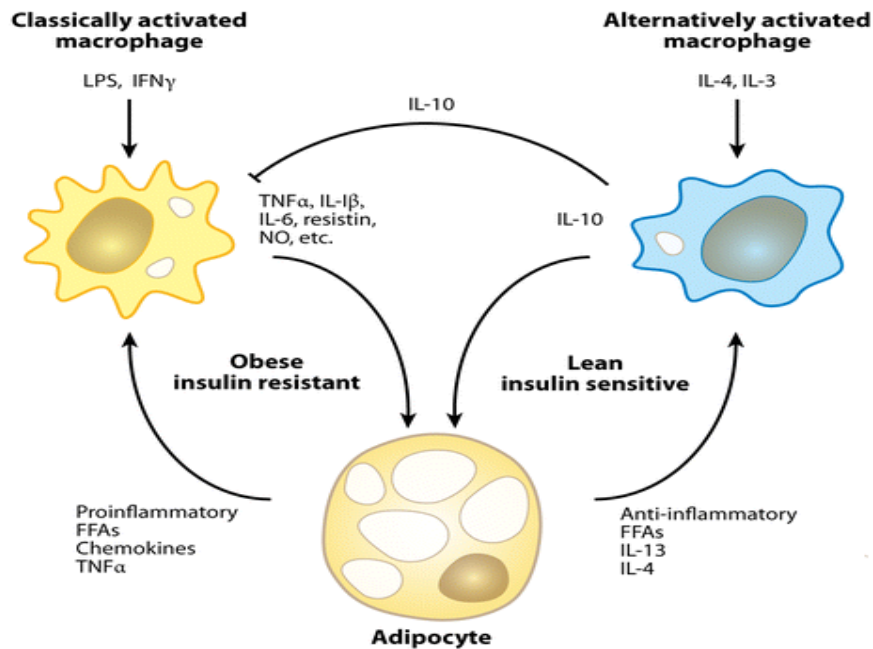 Classically activated
macrophage
Alternatively activated
macrophage
LPS, IFNγ
IL-4, IL-3
IL-10
TNFα, IL-Iβ,
IL-6, resistin,
NO, etc.
IL-10
Obese
insulin resistant
Lean
insulin sensitive
Proinflammatory
FFAs
Chemokines
TNFα
Anti-inflammatory
FFAs
IL-13
IL-4
Adipocyte